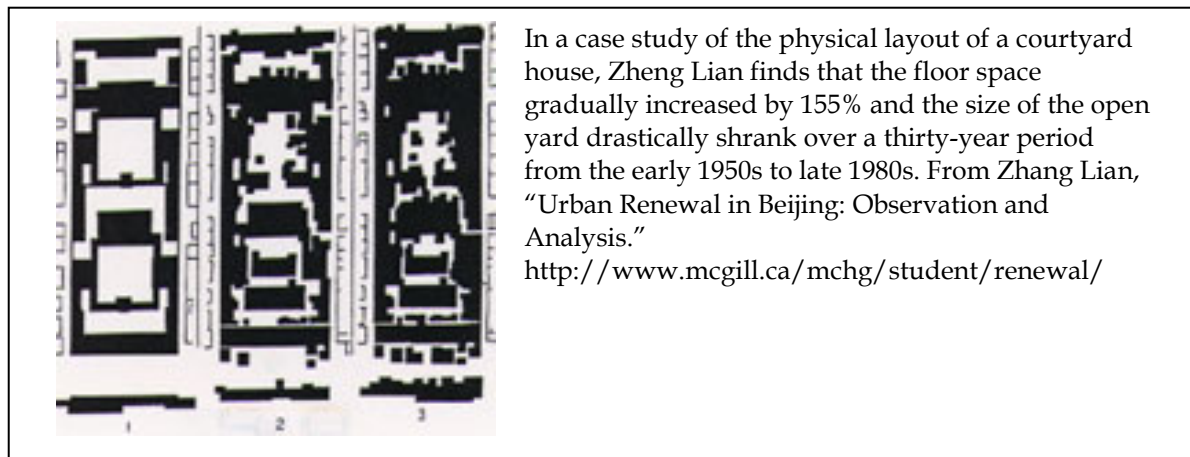 In a case study of the physical layout of a courtyard
house, Zheng Lian finds that the floor space
gradually increased by 155% and the size of the open
yard drastically shrank over a thirty-year period
from the early 1950s to late 1980s. From Zhang Lian,
“Urban Renewal in Beijing: Observation and
Analysis.”
http://www.mcgill.ca/mchg/student/renewal/
1 2 3